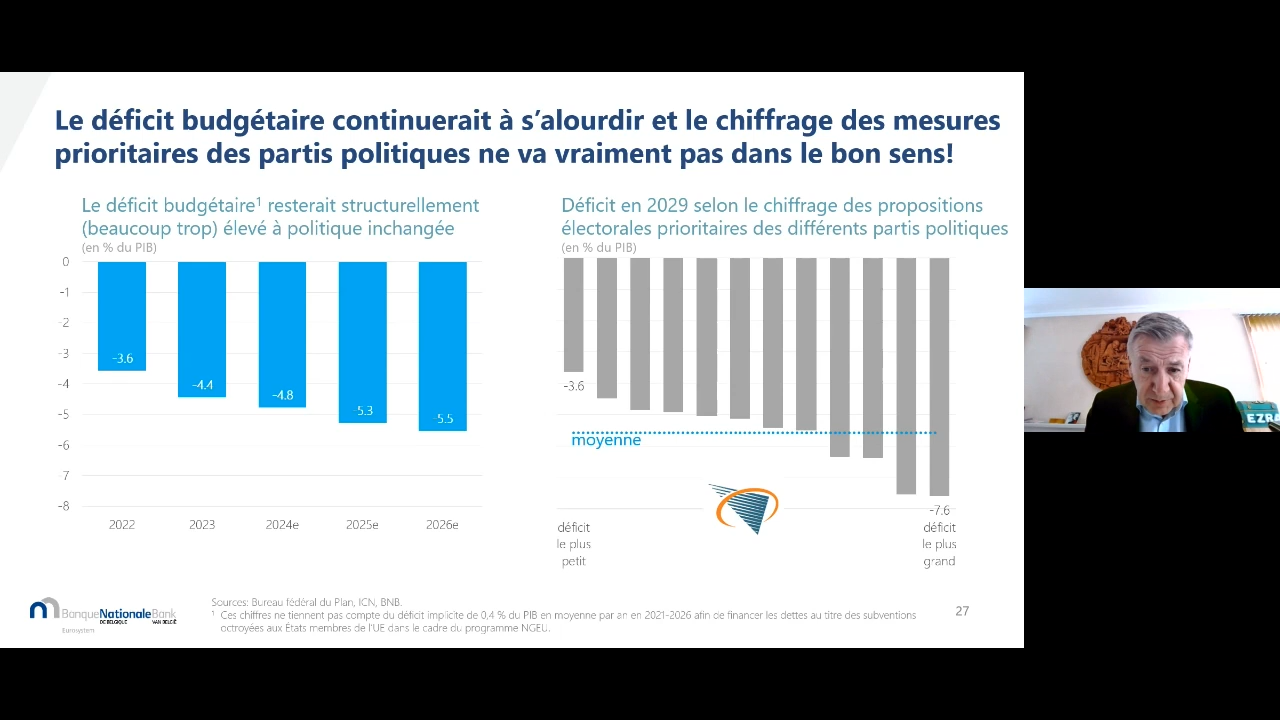 Le déficit budgétaire continuerait à s’alourdir et le chiffrage des mesures
prioritaires des partis politiques ne va vraiment pas dans le bon sens!
Le déficit budgétaire¹ resterait structurellement
(beaucoup trop) élevé à politique inchangée
(en % du PIB)
0
-1
-2
-3
-4
-5
-6
-7
-8
-3.6
-4.4
-4.8
-5.3
-5.5
2022
2023
2024e
2025e
2026e
Déficit en 2029 selon le chiffrage des propositions
électorales prioritaires des différents partis politiques
(en % du PIB)
-3.6
moyenne
-7.6
déficit
le plus
petit
déficit
le plus
grand
EZRA
BanqueNationaleBank
DE BELGIQUE VAN BELGIË
Eurosystem
Sources: Bureau fédéral du Plan, ICN, BNB.
¹ Ces chiffres ne tiennent pas compte du déficit implicite de 0,4 % du PIB en moyenne par an en 2021-2026 afin de financer les dettes au titre des subventions
octroyées aux États membres de l'UE dans le cadre du programme NGEU.
27